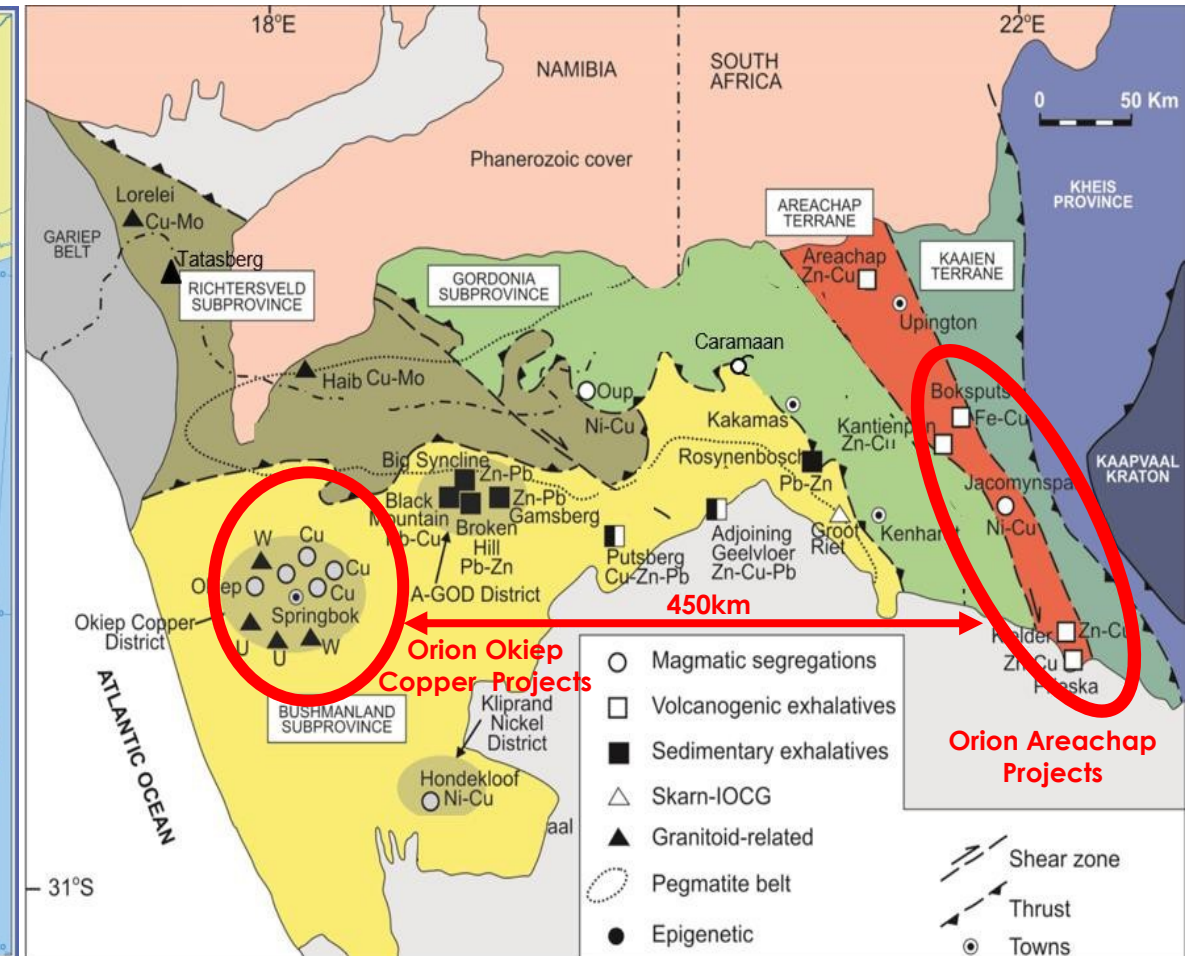 18°E
22°E
NAMIBIA
SOUTH
AFRICA
0 50 Km
Phanerozoic cover
KHEIS
PROVINCE
Lorelei
Cu-Mo
GARIEP
BELT
Tatasberg
RICHTERSVELD
SUBPROVINCE
GORDONIA
SUBPROVINCE
AREACHAP
TERRANE
Areachap
Zn-Cu
KAAIEN
TERRANE
Upington
Haib Cu-Mo
Oup
Ni-Cu
Caramaan
Kakamas
Boksputs
Fe-Cu
Kantienpan
Zn-Cu
KAAPVAAL
KRATON
Big Syncline
Zn-Pb
Black
Mountain
Pb-Cu
Zn-Pb
Gamsberg
Broken
Hill
Pb-Zn
A-GOD District
Rosynenbosch
Pb-Zn
Jacomynspan
Ni-Cu
Putsberg
Cu-Zn-Pb
Adjoining
Geelvloer
Zn-Cu-Pb
Groot
Riet
Kenhardt
W
Cu
Cu
Okiep
Cu
Springbok
U
U
W
Okiep Copper
District
450km
Kielder
Zn-Cu
Zn-Cu
Prieska
Orion Okiep
Copper Projects
Orion Areachap
Projects
ATLANTIC OCEAN
BUSHMANLAND
SUBPROVINCE
Kliprand
Nickel
District
Hondekloof
Ni-Cu
aal
31°S
Magmatic segregations
Volcanogenic exhalatives
Sedimentary exhalatives
Skarn-IOCG
Granitoid-related
Pegmatite belt
Epigenetic
Shear zone
Thrust
Towns